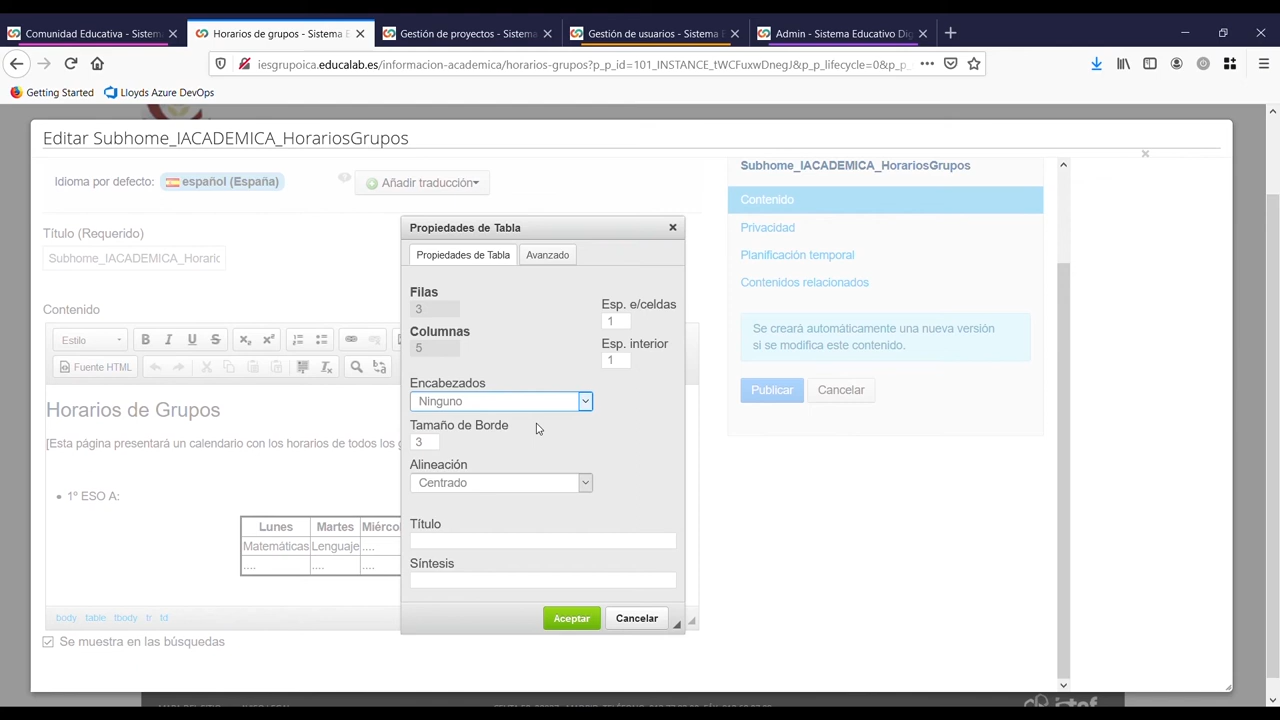 Comunidad Educativa - Sistema
Horarios de grupos - Sistema E
Gestión de proyectos - Sistema
Gestión de usuarios - Sistema E
Admin - Sistema Educativo Dig
iesgrupoica.educalab.es/informacion-academica/horarios-grupos?p_p_id=101_INSTANCE_tWCFuxwDnegJ&p_p_lifecycle=0&p_p_
Getting Started
Lloyds Azure DevOps
Editar Subhome_IACADEMICA_HorariosGrupos
Idioma por defecto:
español (España)
Añadir traducción
Título (Requerido)
Subhome_IACADEMICA_Horaric
Contenido
Estilo
B I U S x₂ x²
Fuente HTML
Horarios de Grupos
[Esta página presentará un calendario con los horarios de todos los g
1º ESO A:
Lunes Martes Miérco
Matemáticas Lenguaje ....
.... .... ....
body table tbody tr td
Se muestra en las búsquedas
Propiedades de Tabla
Propiedades de Tabla
Avanzado
Filas
3
Esp. e/celdas
1
Columnas
5
Esp. interior
1
Encabezados
Ninguno
Tamaño de Borde
3
Alineación
Centrado
Título
Síntesis
Aceptar
Cancelar
Subhome_IACADEMICA_HorariosGrupos
Contenido
Privacidad
Planificación temporal
Contenidos relacionados
Se creará automáticamente una nueva versión
si se modifica este contenido.
Publicar
Cancelar